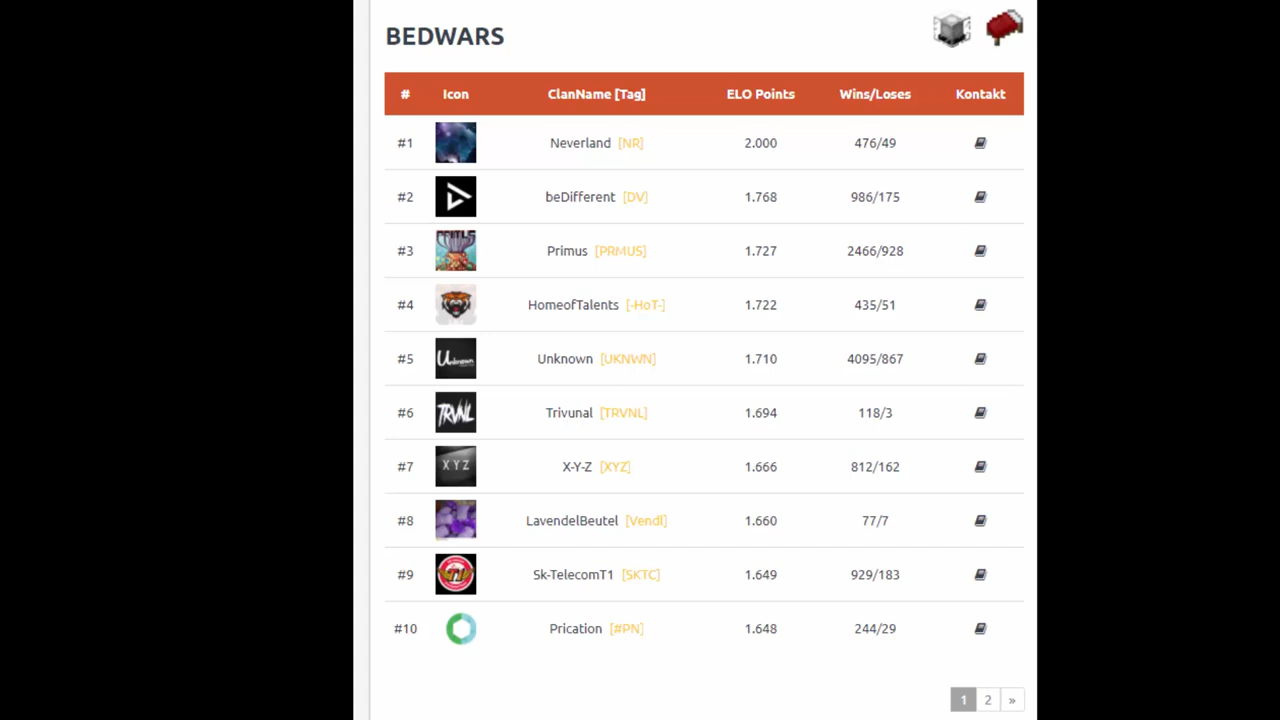 BEDWARS
# Icon ClanName [Tag] ELO Points Wins/Loses Kontakt
#1 Neverland [NR] 2.000 476/49
#2 beDifferent [DV] 1.768 986/175
#3 Primus [PRMUS] 1.727 2466/928
#4 HomeofTalents [-HoT-] 1.722 435/51
#5 Unknown Unknown [UKNWN] 1.710 4095/867
#6 TRVNL Trivunal [TRVNL] 1.694 118/3
#7 X Y Z X-Y-Z [XYZ] 1.666 812/162
#8 LavendelBeutel [Vendl] 1.660 77/7
#9 T1 Sk-TelecomT1 [SKTC] 1.649 929/183
#10 Prication [#PN] 1.648 244/29
1 2 »